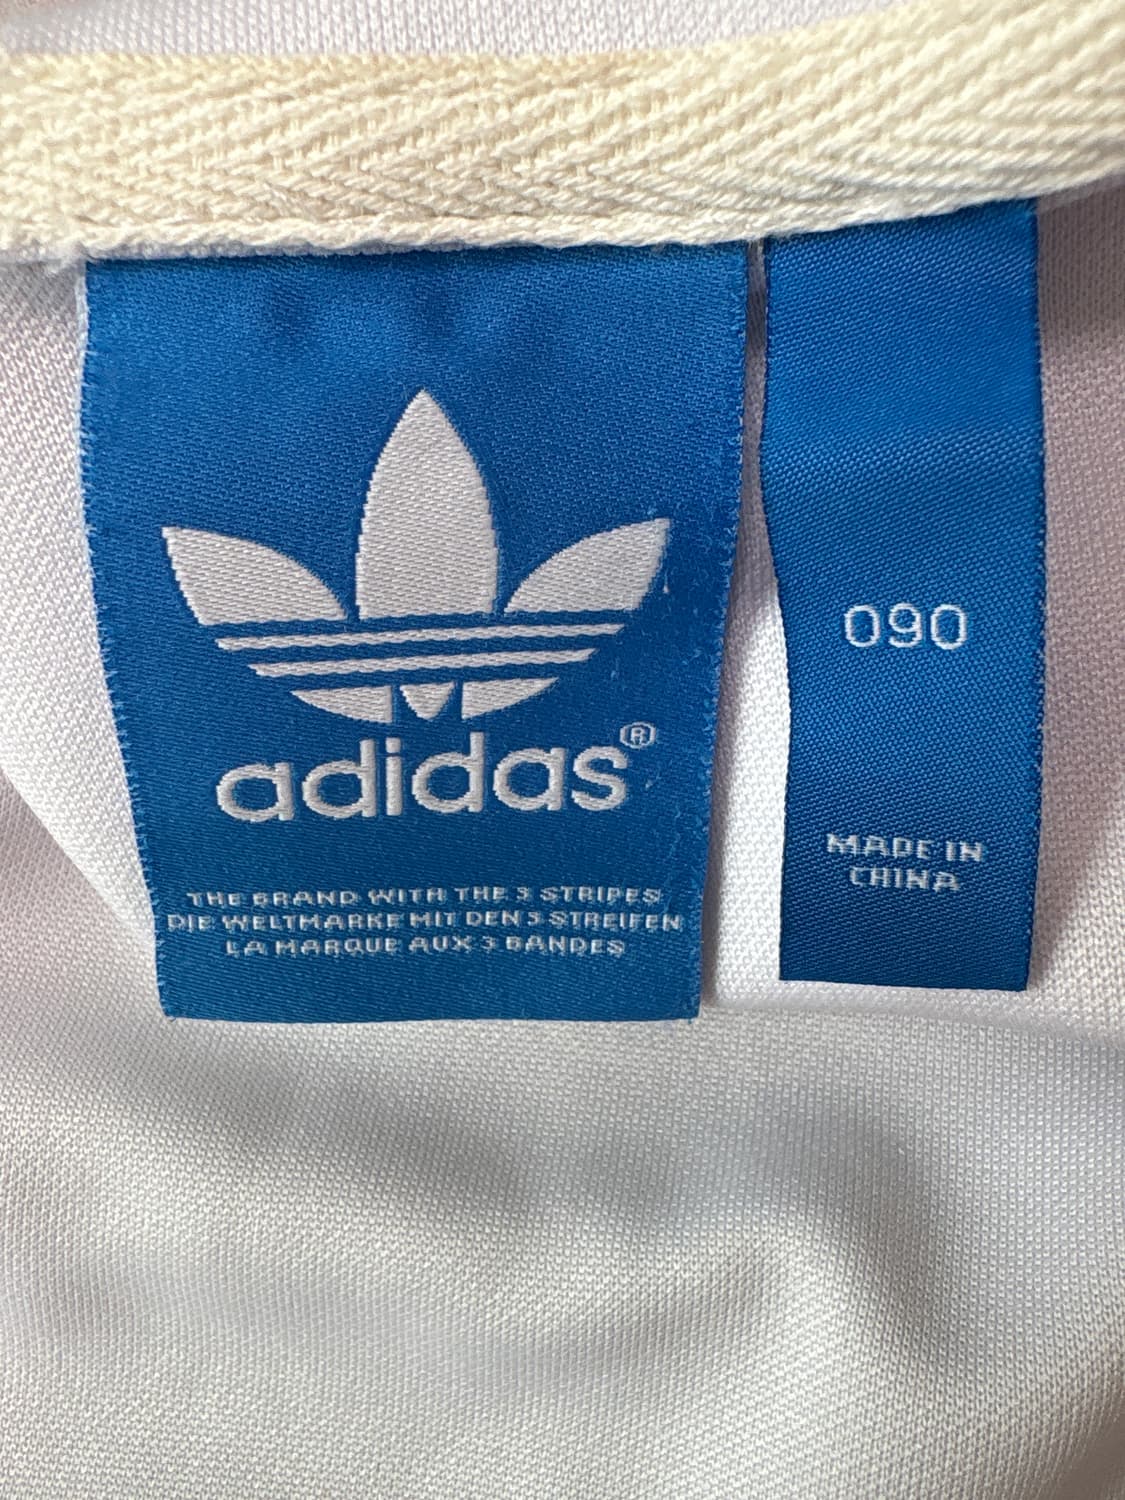 adidas®
THE BRAND WITH THE 3 STRIPES
DIE WELTMARKE MIT DEN 3 STREIFEN
LA MARQUE AUX 3 BANDES
090
MADE IN
CHINA